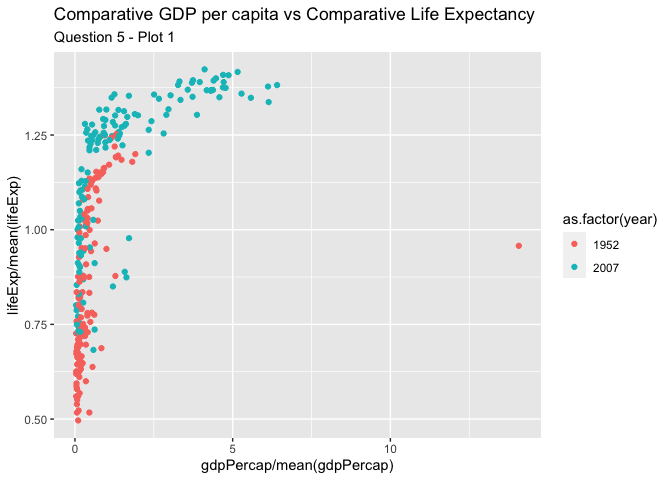 Comparative GDP per capita vs Comparative Life Expectancy
Question 5 - Plot 1
1.25
1.00
0.75
0.50
lifeExp/mean(lifeExp)
0
5
10
gdpPercap/mean(gdpPercap)
as.factor(year)
1952
2007